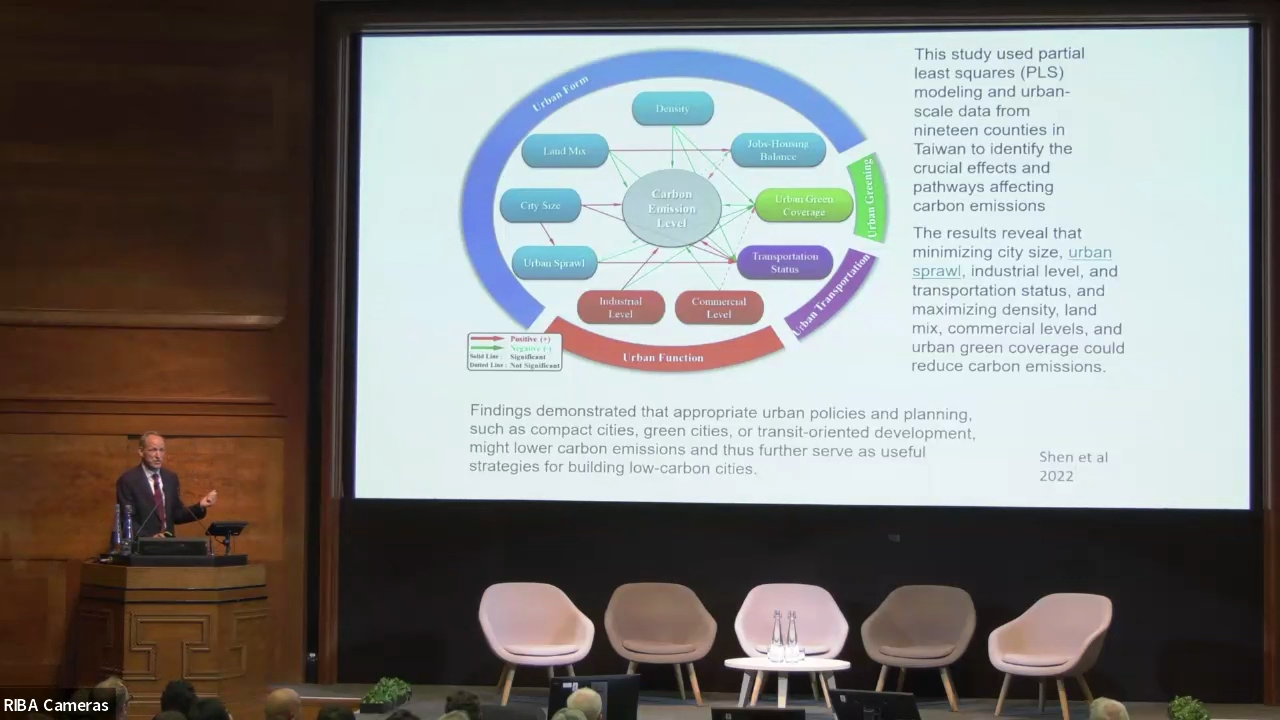 Urban Form
Density
Land Mix
Jobs-Housing
Balance
Carbon
Emission
Level
City Size
Urban Green
Coverage
Urban Greening
Urban Sprawl
Transportation
Status
Industrial
Level
Commercial
Level
Urban Transportation
Urban Function
Positive (+)
Negative (-)
Solid Line : Significant
Dotted Line : Not Significant
This study used partial
least squares (PLS)
modeling and urban-
scale data from
nineteen counties in
Taiwan to identify the
crucial effects and
pathways affecting
carbon emissions
The results reveal that
minimizing city size, urban
sprawl, industrial level, and
transportation status, and
maximizing density, land
mix, commercial levels, and
urban green coverage could
reduce carbon emissions.
Findings demonstrated that appropriate urban policies and planning,
such as compact cities, green cities, or transit-oriented development,
might lower carbon emissions and thus further serve as useful
strategies for building low-carbon cities.
Shen et al
2022
RIBA Cameras